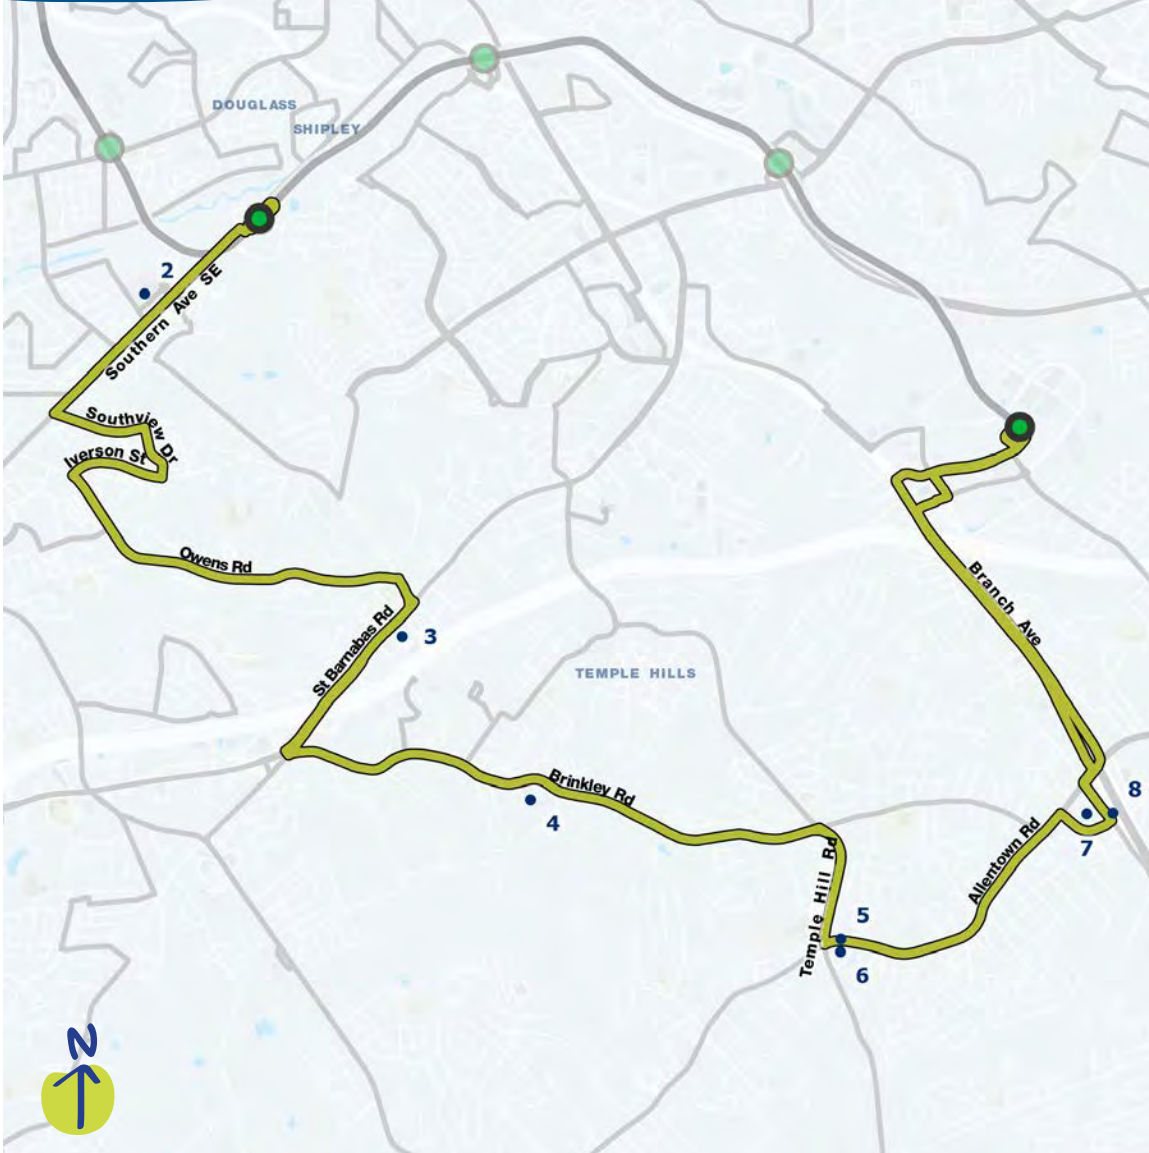 DOUGLASS
SHIPLEY
2
Southern Ave SE
Southview Dr
Iverson St
Owens Rd
Branch Ave
St Barnabas Rd
3
TEMPLE HILLS
Brinkley Rd
4
8
7
Allentown Rd
Temple Hill Rd
5
6
N